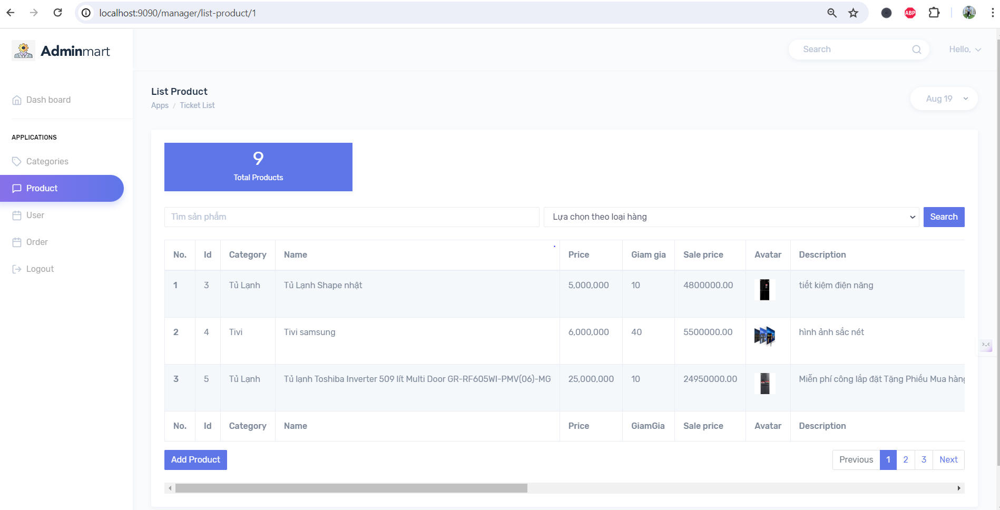 localhost:9090/manager/list-product/1
ABP
Adminmart
Search
Hello,
Dash board
APPLICATIONS
Categories
Product
User
Order
Logout
List Product
Apps / Ticket List
Aug 19
9
Total Products
Tìm sản phẩm
Lựa chọn theo loại hàng
Search
No. Id Category Name Price Giam gia Sale price Avatar Description
1 3 Tủ Lạnh Tủ Lạnh Shape nhật 5,000,000 10 4800000.00 tiết kiệm điện năng
2 4 Tivi Tivi samsung 6,000,000 40 5500000.00 hình ảnh sắc nét
3 5 Tủ Lạnh Tủ lạnh Toshiba Inverter 509 lít Multi Door GR-RF605WI-PMV(06)-MG 25,000,000 10 24950000.00 Miễn phí công lắp đặt Tặng Phiếu Mua hàng
No. Id Category Name Price GiamGia Sale price Avatar Description
Add Product
Previous 1 2 3 Next